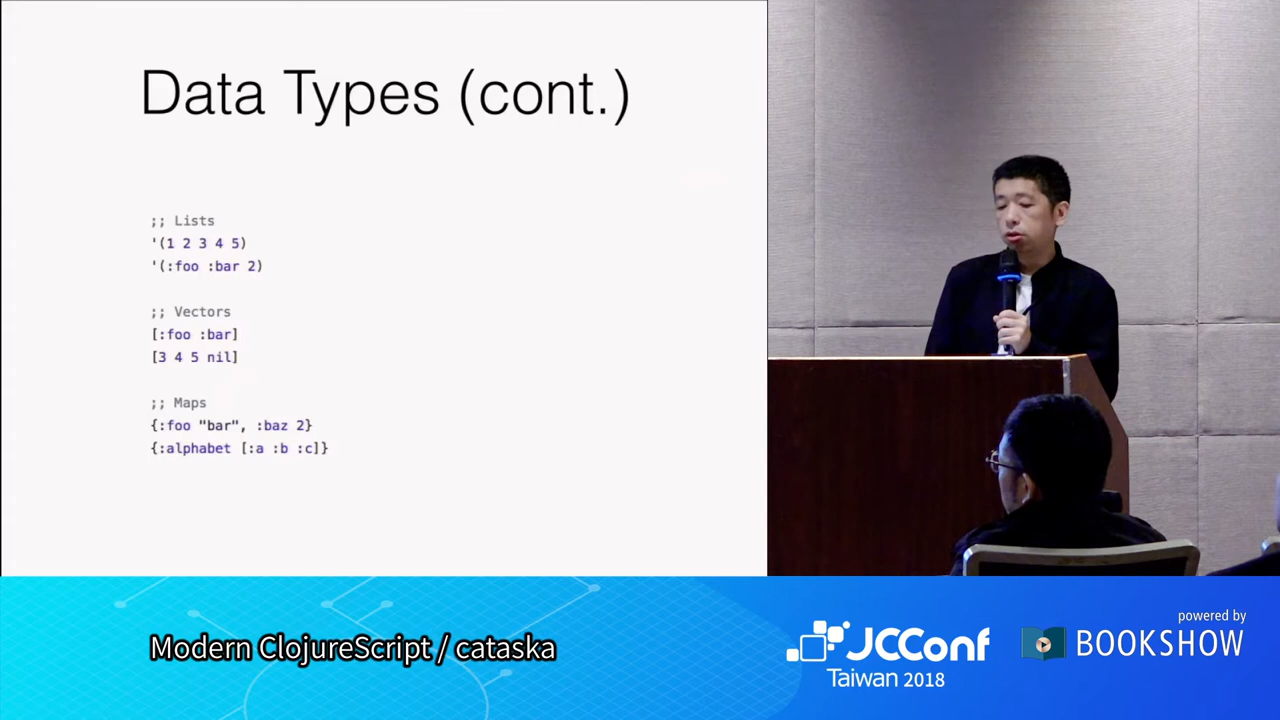 Data Types (cont.)
;; Lists
'(1 2 3 4 5)
'(:foo :bar 2)
;; Vectors
[:foo :bar]
[3 4 5 nil]
;; Maps
{:foo "bar", :baz 2}
{:alphabet [:a :b :c]}
Modern ClojureScript / cataska
JCConf
Taiwan 2018
powered by
BOOKSHOW